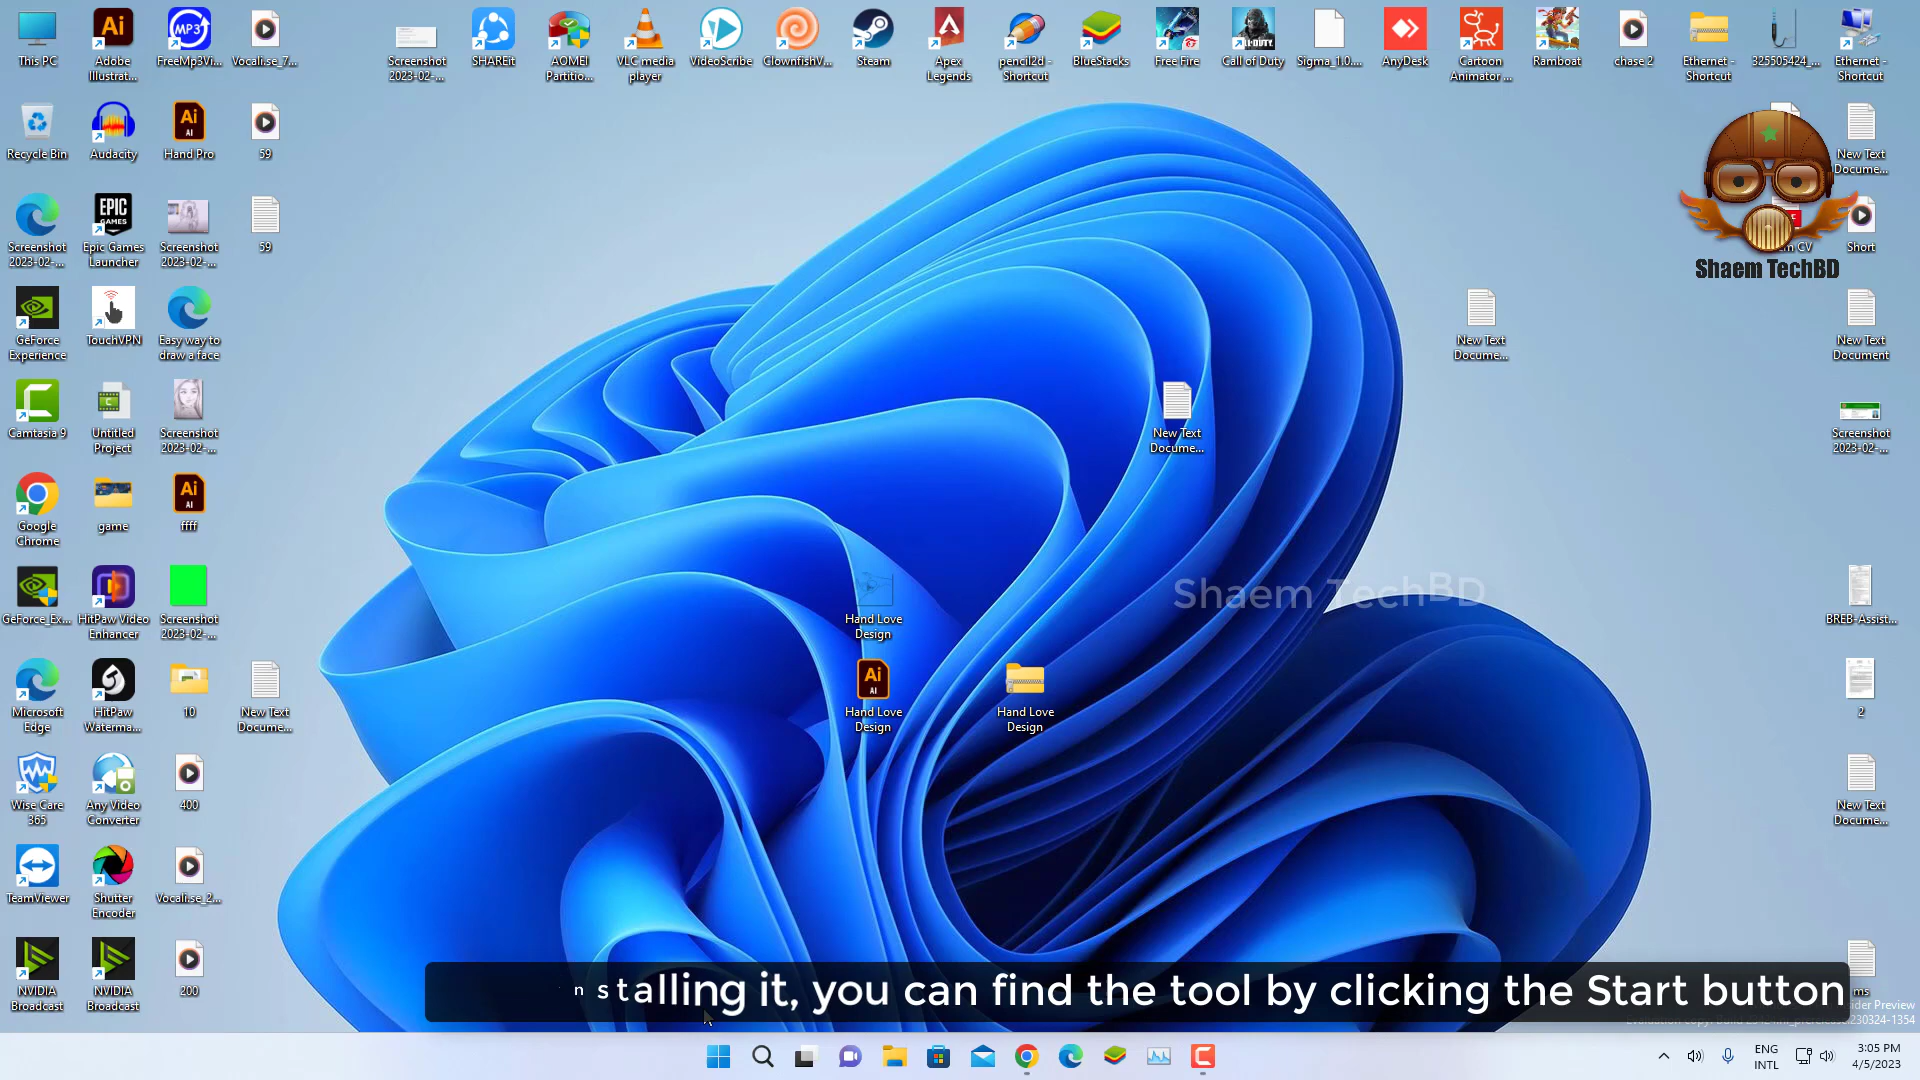 This PC
Adobe Illustrat...
FreeMp3Vi...
Vocali.se_7...
Screenshot 2023-02-...
SHAREit
AOMEI Partitio...
VLC media player
VideoScribe
ClownfishV...
Steam
Apex Legends
pencil2d - Shortcut
BlueStacks
Free Fire
Call of Duty
Sigma_1.0....
AnyDesk
Cartoon Animator ...
Ramboat
chase 2
Ethernet - Shortcut
325505424_...
Ethernet - Shortcut
Recycle Bin
Audacity
Hand Pro
59
New Text Docume...
Screenshot 2023-02-...
Epic Games Launcher
Screenshot 2023-02-...
59
CV
Short
Shaem TechBD
GeForce Experience
TouchVPN
Easy way to draw a face
New Text Docume...
New Text Document
Camtasia 9
Untitled Project
Screenshot 2023-02-...
New Text Docume...
Screenshot 2023-02-...
Google Chrome
game
ffff
GeForce_Ex...
HitPaw Video Enhancer
Screenshot 2023-02-...
Hand Love Design
Shaem TechBD
BREB-Assist...
Microsoft Edge
HitPaw Waterma...
10
New Text Docume...
Hand Love Design
Hand Love Design
2
Wise Care 365
Any Video Converter
400
New Text Docume...
TeamViewer
Shutter Encoder
Vocali.se_2...
NVIDIA Broadcast
NVIDIA Broadcast
200
ms
nstalling it, you can find the tool by clicking the Start button
ENG
INTL
3:05 PM
4/5/2023